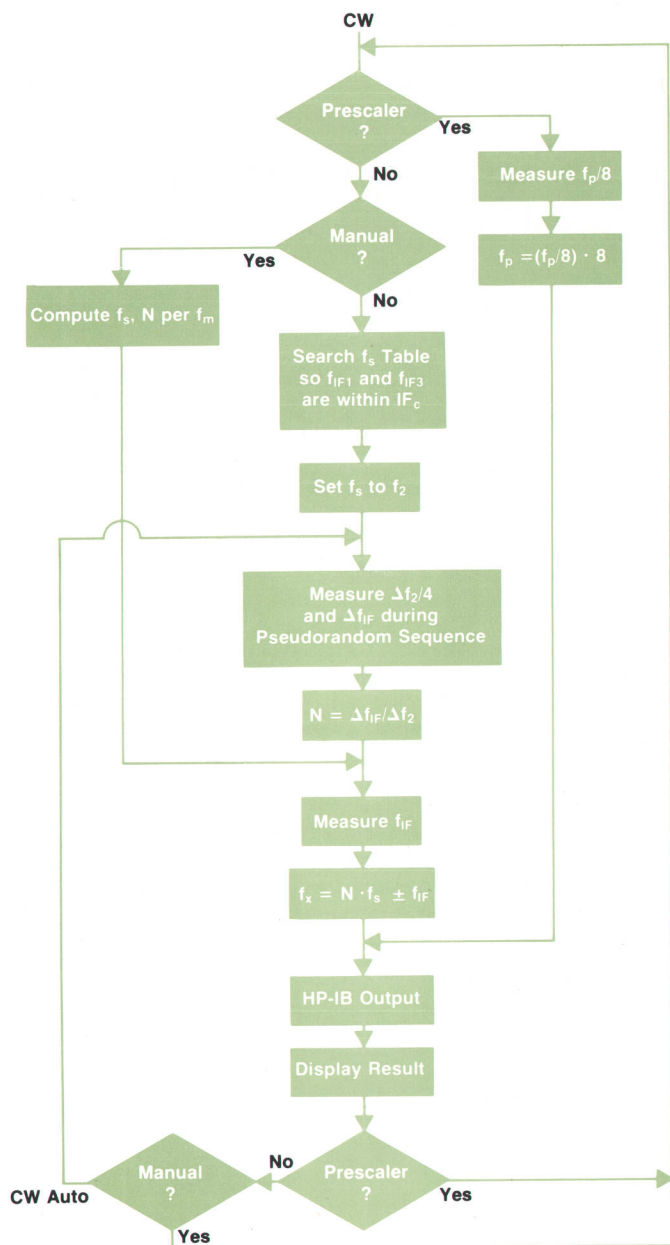 CW
Prescaler
?
Yes
No
Measure fp/8
fp = (fp/8) · 8
Manual
?
Yes
No
Compute fs, N per fm
Search fs Table
so fIF1 and fIF3
are within IFc
Set fs to f2
Measure Δf2/4
and ΔfIF during
Pseudorandom Sequence
N = ΔfIF/Δf2
Measure fIF
fx = N · fs ± fIF
HP-IB Output
Display Result
Prescaler
?
Yes
No
Manual
?
CW Auto
Yes